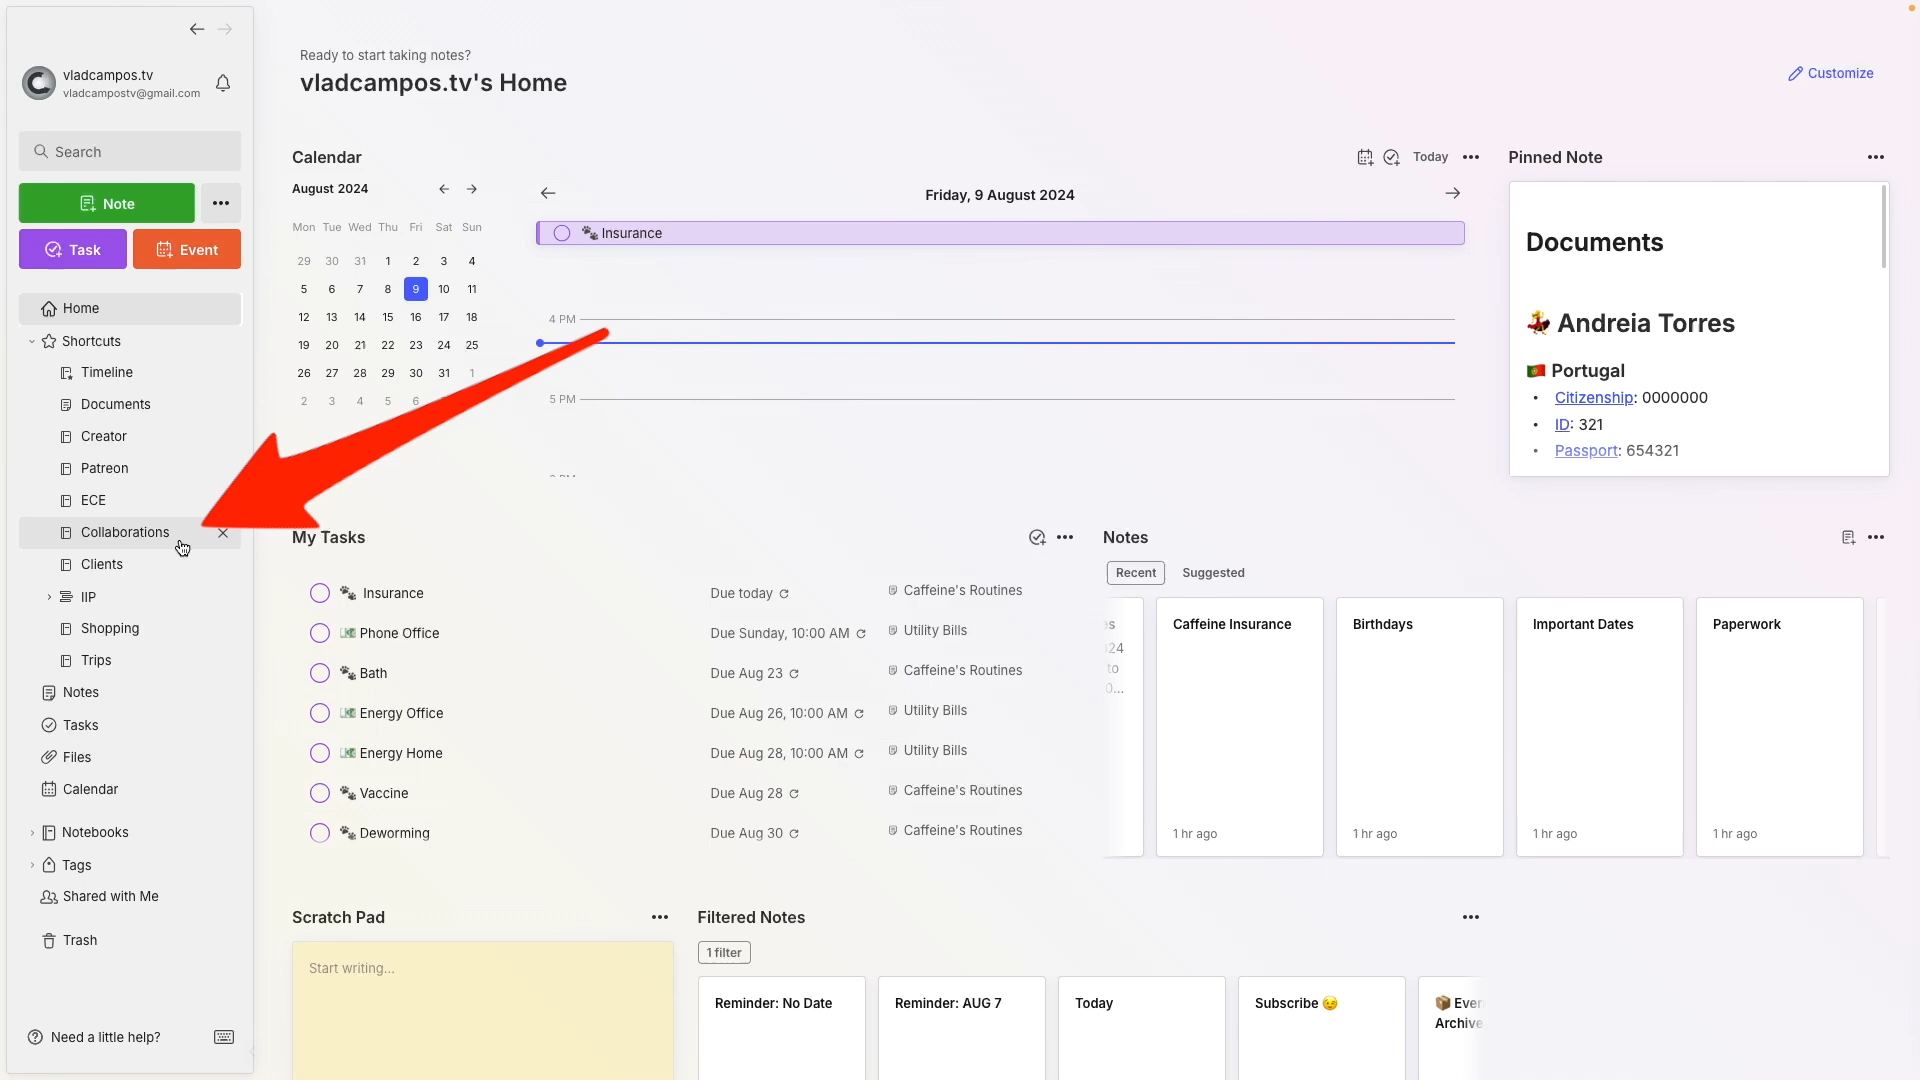 vladcampos.tv
vladcampostv@gmail.com
Search
Note
Task
Event
Home
Shortcuts
Timeline
Documents
Creator
Patreon
ECE
Collaborations
Clients
IIP
Shopping
Trips
Notes
Tasks
Files
Calendar
Notebooks
Tags
Shared with Me
Trash
Need a little help?
Ready to start taking notes?
vladcampos.tv's Home
Customize
Calendar
Today
August 2024
Mon Tue Wed Thu Fri Sat Sun
29 30 31 1 2 3 4
5 6 7 8 9 10 11
12 13 14 15 16 17 18
19 20 21 22 23 24 25
26 27 28 29 30 31 1
2 3 4 5 6
Friday, 9 August 2024
Insurance
4 PM
5 PM
Pinned Note
Documents
Andreia Torres
Portugal
• Citizenship: 0000000
• ID: 321
• Passport: 654321
My Tasks
Insurance Due today Caffeine's Routines
Phone Office Due Sunday, 10:00 AM Utility Bills
Bath Due Aug 23 Caffeine's Routines
Energy Office Due Aug 26, 10:00 AM Utility Bills
Energy Home Due Aug 28, 10:00 AM Utility Bills
Vaccine Due Aug 28 Caffeine's Routines
Deworming Due Aug 30 Caffeine's Routines
Notes
Recent Suggested
Caffeine Insurance
1 hr ago
Birthdays
1 hr ago
Important Dates
1 hr ago
Paperwork
1 hr ago
Scratch Pad
Start writing...
Filtered Notes
1 filter
Reminder: No Date
Reminder: AUG 7
Today
Subscribe 😉